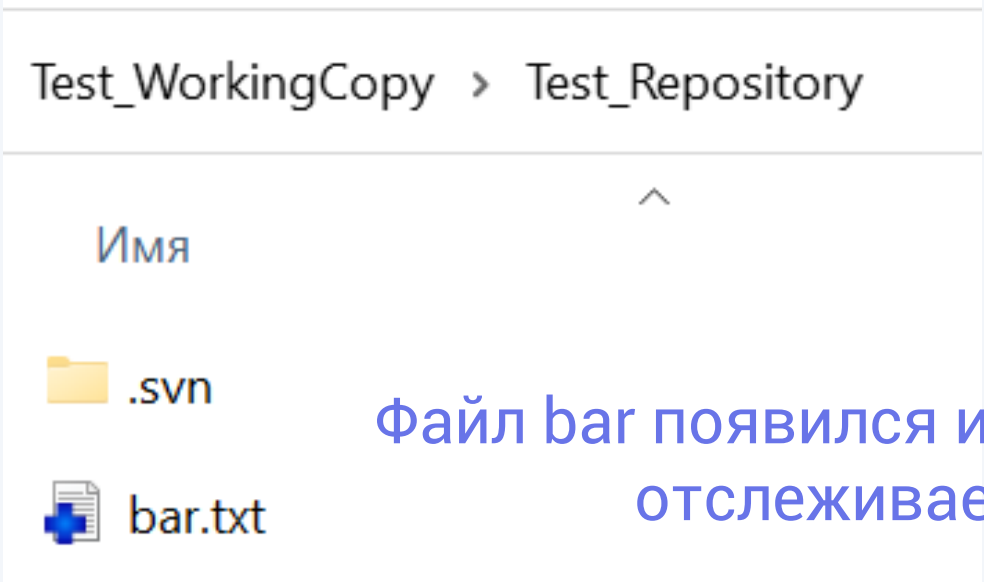 Test_WorkingCopy > Test_Repository
Имя
.svn
Файл bar появился и
отслеживае
bar.txt